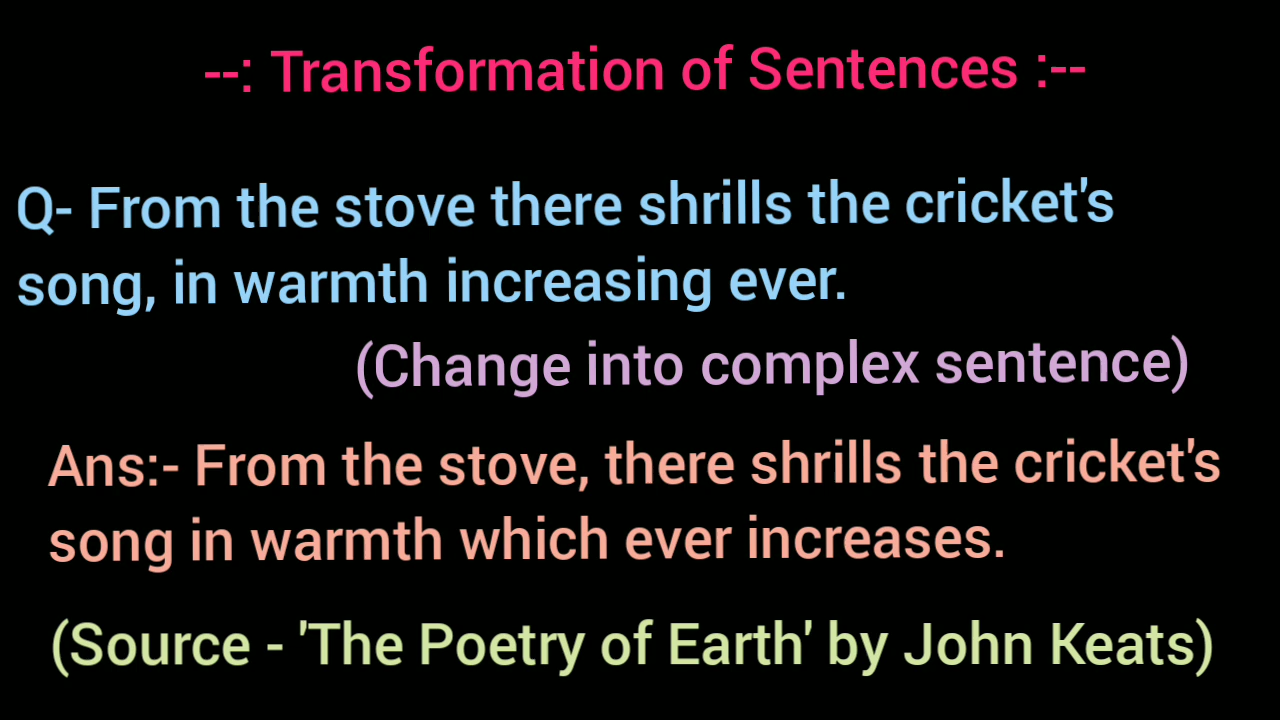 --: Transformation of Sentences :--
Q- From the stove there shrills the cricket's
song, in warmth increasing ever.
(Change into complex sentence)
Ans:- From the stove, there shrills the cricket's
song in warmth which ever increases.
(Source - 'The Poetry of Earth' by John Keats)